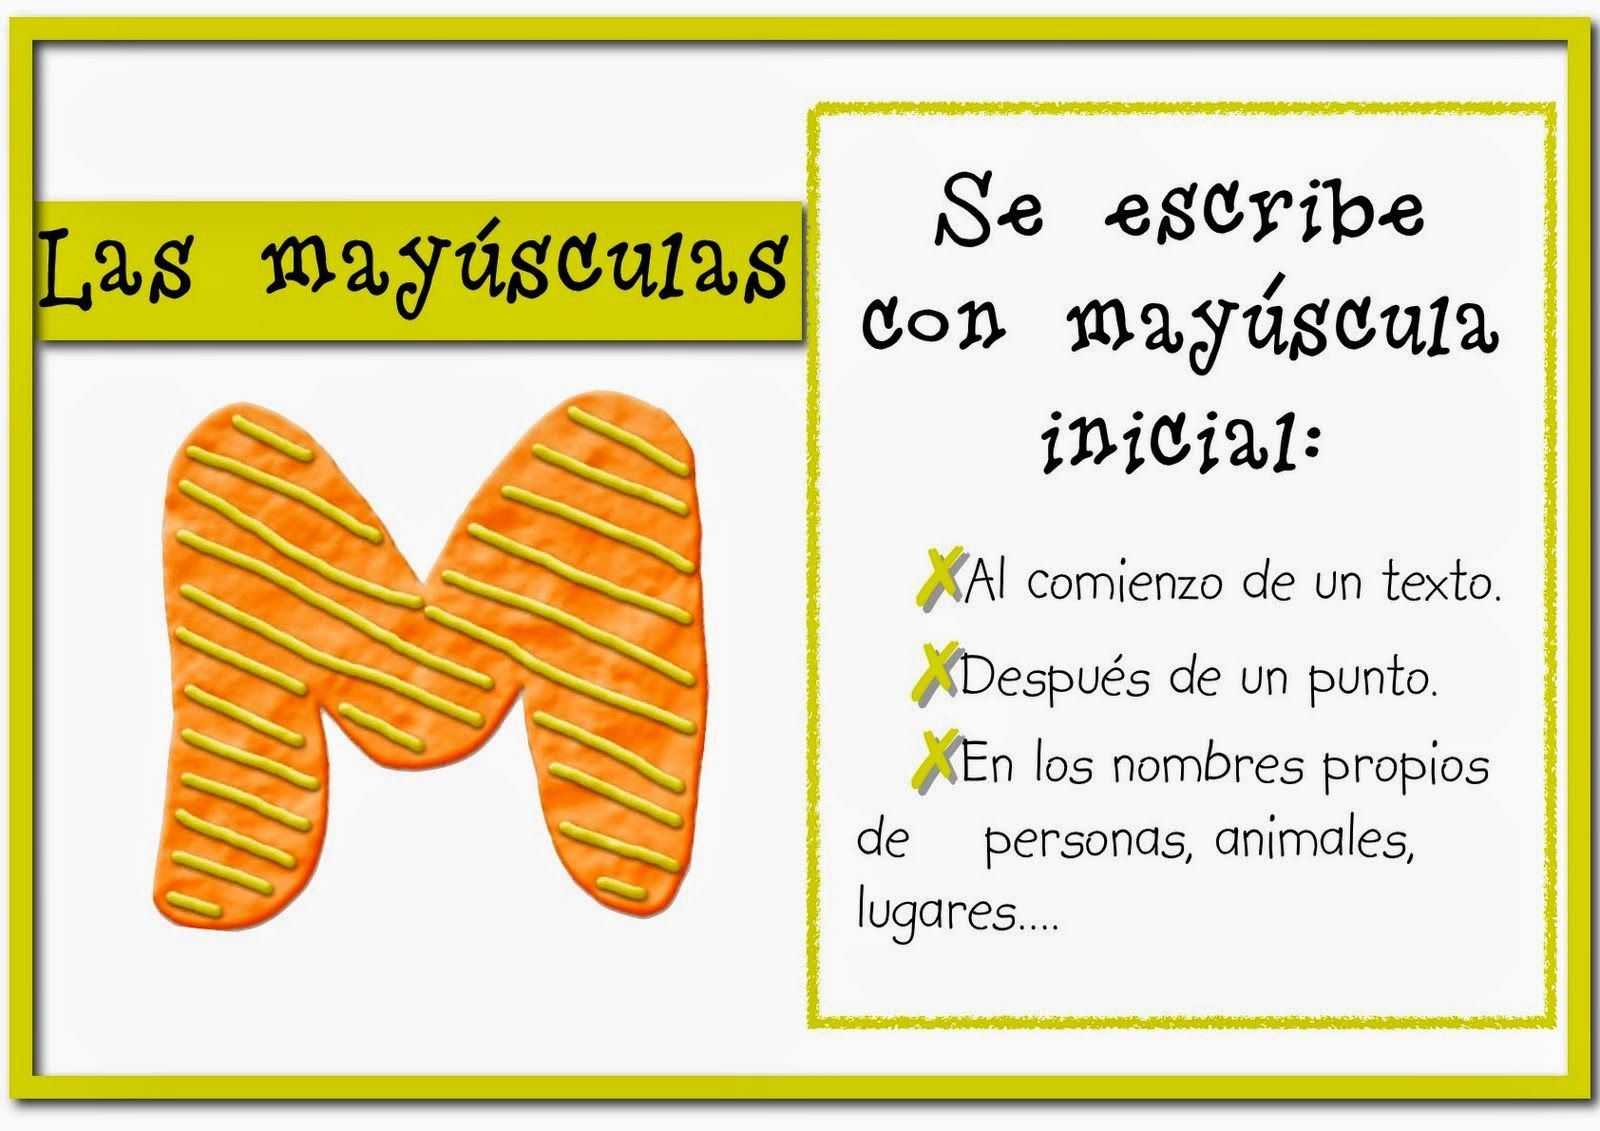 Las mayúsculas
Se escribe
con mayúscula
inicial:
Al comienzo de un texto.
Después de un punto.
En los nombres propios
de personas, animales,
lugares....